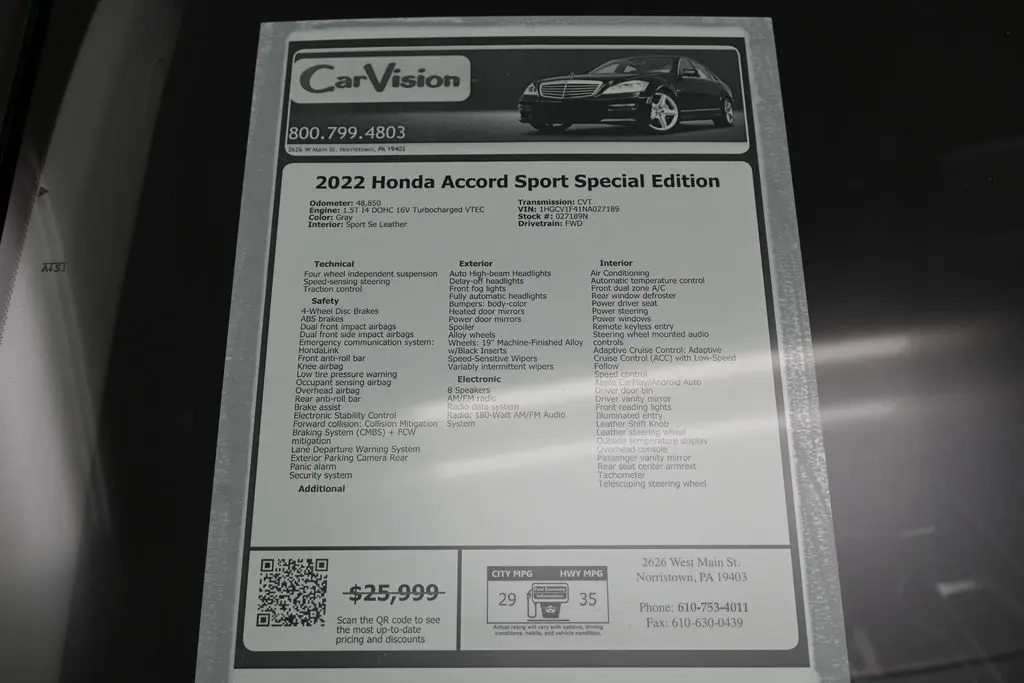 CarVision
800.799.4803
2626 W Main St. Norristown, PA 19403
2022 Honda Accord Sport Special Edition
Odometer: 48,850
Engine: 1.5T I4 DOHC 16V Turbocharged VTEC
Color: Gray
Interior: Sport Se Leather
Transmission: CVT
VIN: 1HGCV1F41NA027189
Stock #: 027189N
Drivetrain: FWD
Technical
Four wheel independent suspension
Speed-sensing steering
Traction control
Safety
4-Wheel Disc Brakes
ABS brakes
Dual front impact airbags
Dual front side impact airbags
Emergency communication system:
HondaLink
Front anti-roll bar
Knee airbag
Low tire pressure warning
Occupant sensing airbag
Overhead airbag
Rear anti-roll bar
Brake assist
Electronic Stability Control
Forward collision: Collision Mitigation
Braking System (CMBS) + FCW
mitigation
Lane Departure Warning System
Exterior Parking Camera Rear
Panic alarm
Security system
Additional
Exterior
Auto High-beam Headlights
Delay-off headlights
Front fog lights
Fully automatic headlights
Bumpers: body-color
Heated door mirrors
Power door mirrors
Spoiler
Alloy wheels
Wheels: 19" Machine-Finished Alloy
w/Black Inserts
Speed-Sensitive Wipers
Variably intermittent wipers
Electronic
8 Speakers
AM/FM radio
Radio data system
Radio: 180-Watt AM/FM Audio
System
Interior
Air Conditioning
Automatic temperature control
Front dual zone A/C
Rear window defroster
Power driver seat
Power steering
Power windows
Remote keyless entry
Steering wheel mounted audio
controls
Adaptive Cruise Control: Adaptive
Cruise Control (ACC) with Low-Speed
Follow
Speed control
Apple CarPlay/Android Auto
Driver door bin
Driver vanity mirror
Front reading lights
Illuminated entry
Leather Shift Knob
Leather steering wheel
Outside temperature display
Overhead console
Passenger vanity mirror
Rear seat center armrest
Tachometer
Telescoping steering wheel
$25,999
Scan the QR code to see
the most up-to-date
pricing and discounts
CITY MPG HWY MPG
Fuel Economy
Information
29 35
Actual rating will vary with options, driving
conditions, habits, and vehicle condition.
2626 West Main St.
Norristown, PA 19403
Phone: 610-753-4011
Fax: 610-630-0439